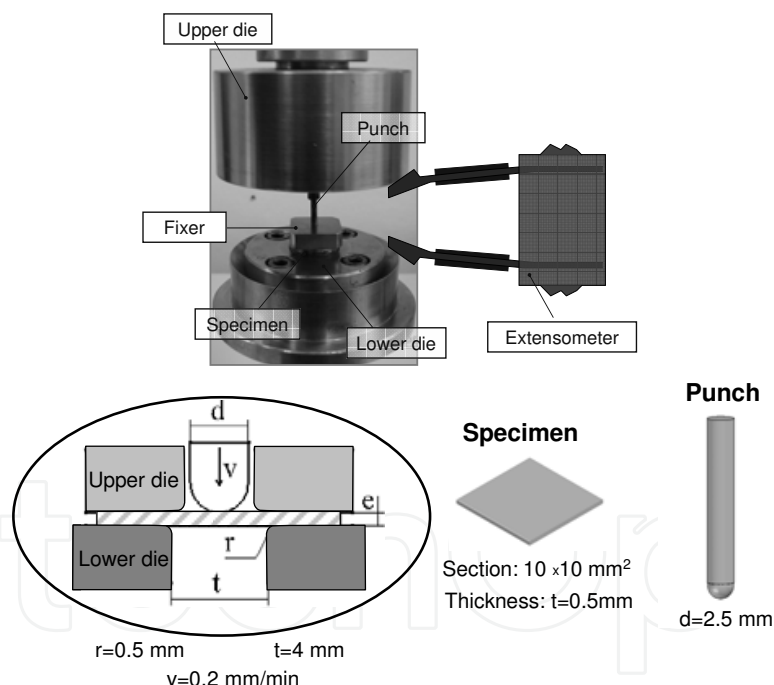 Upper die
Punch
Fixer
Specimen
Lower die
Extensometer
d
v
Upper die
e
Lower die
r
t
r=0.5 mm t=4 mm
v=0.2 mm/min
Specimen
Section: 10 x10 mm²
Thickness: t=0.5mm
Punch
d=2.5 mm